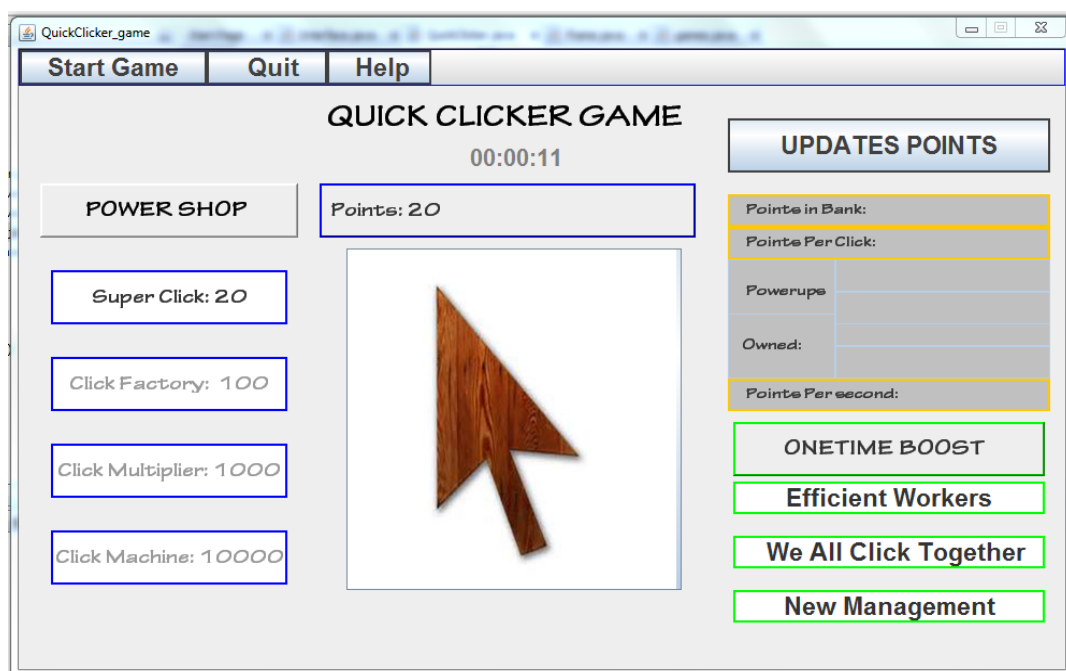 QuickClicker_game
Start Game Quit Help
QUICK CLICKER GAME
00:00:11
UPDATES POINTS
POWER SHOP
Points: 20
Points in Bank:
Points Per Click:
Super Click: 20
Powerups
Owned:
Click Factory: 100
Points Per second:
ONETIME BOOST
Click Multiplier: 1000
Efficient Workers
Click Machine: 10000
We All Click Together
New Management